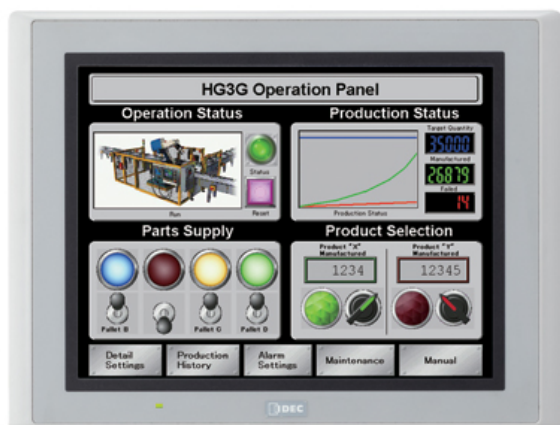 HG3G Operation Panel
Operation Status
Production Status
Status
Reset
Run
Target Quantity
35000
Manufactured
26879
Failed
14
Production Status
Parts Supply
Product Selection
Pallet B
Pallet C
Pallet D
Product "X"
Manufactured
1234
Product "Y"
Manufactured
12345
Detail
Settings
Production
History
Alarm
Settings
Maintenance
Manual
IDEC